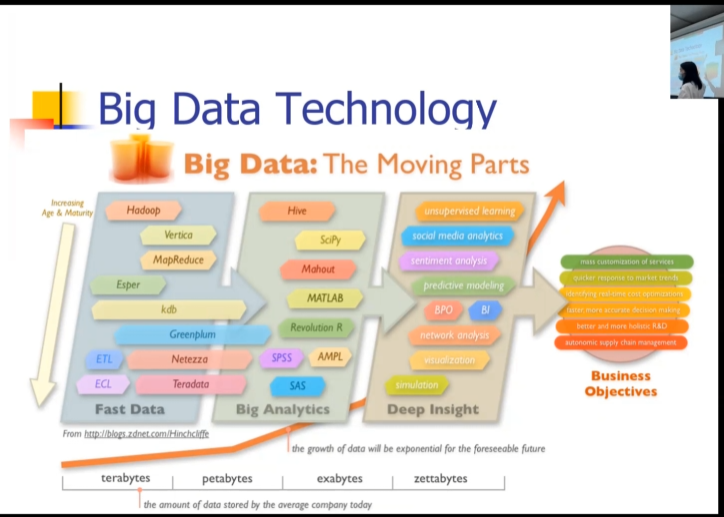 Big Data Technology
Big Data: The Moving Parts
Increasing
Age & Maturity
Hadoop
Vertica
MapReduce
Esper
kdb
Greenplum
ETL
Netezza
ECL
Teradata
Fast Data
Hive
SciPy
Mahout
MATLAB
Revolution R
SPSS
AMPL
SAS
Big Analytics
unsupervised learning
social media analytics
sentiment analysis
predictive modeling
BPO
BI
network analysis
visualization
simulation
Deep Insight
mass customization of services
quicker response to market trends
identifying real-time cost optimizations
faster more accurate decision making
better and more holistic R&D
autonomic supply chain management
Business
Objectives
From http://blogs.zdnet.com/Hinchcliffe
the growth of data will be exponential for the foreseeable future
terabytes
petabytes
exabytes
zettabytes
the amount of data stored by the average company today